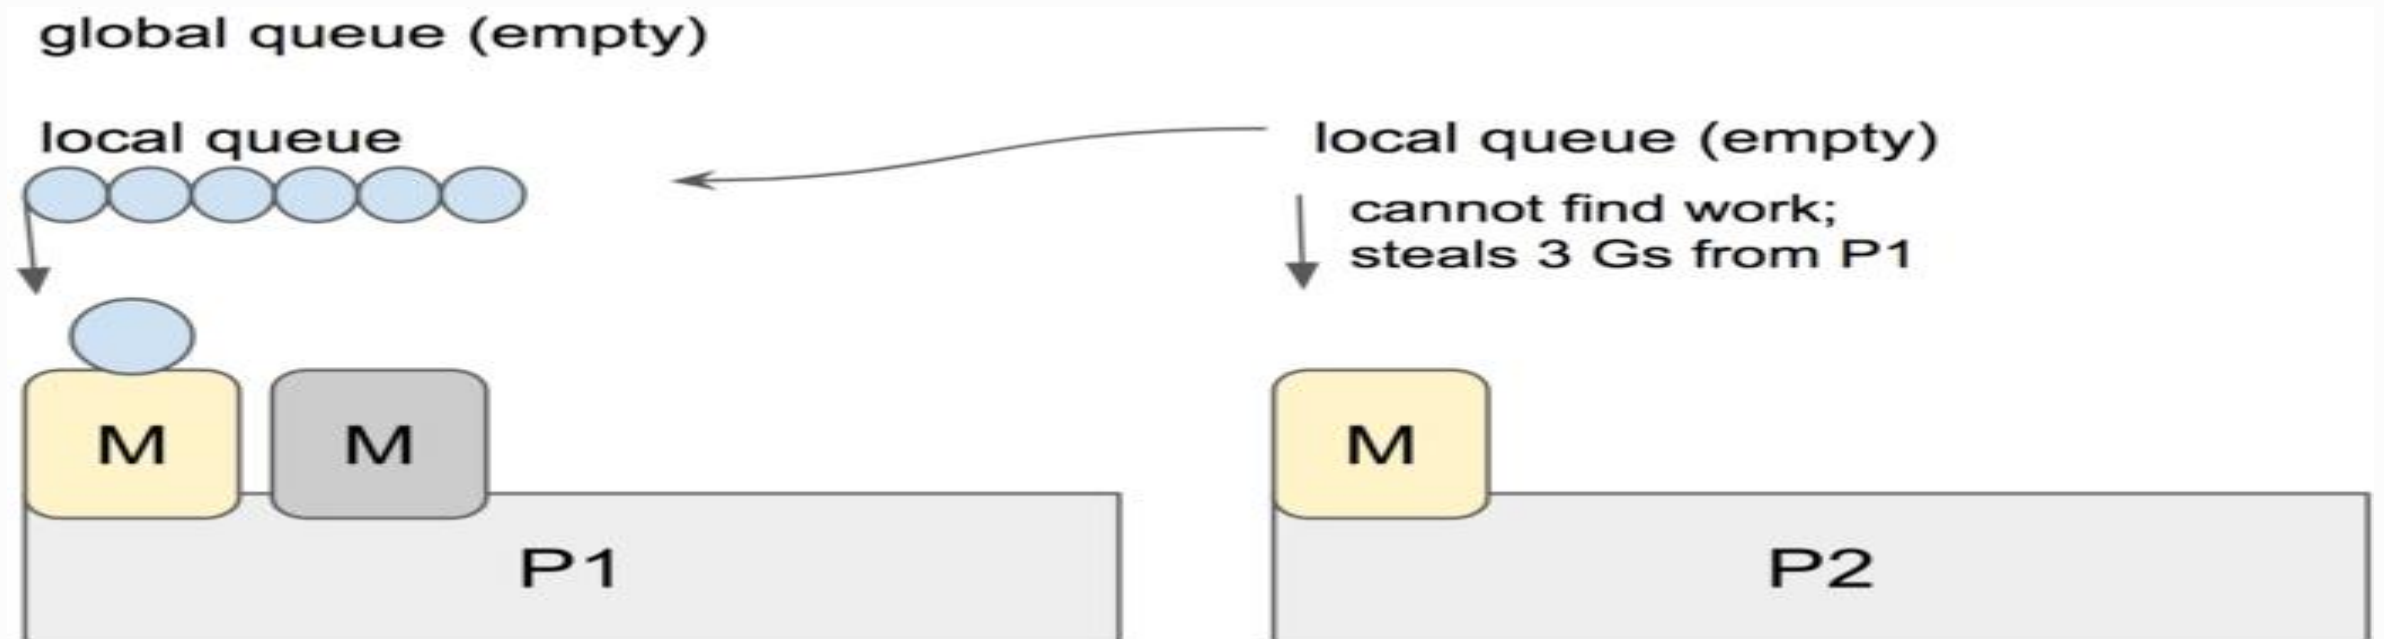 global queue (empty)
local queue
local queue (empty)
cannot find work;
steals 3 Gs from P1
M
M
M
P1
P2